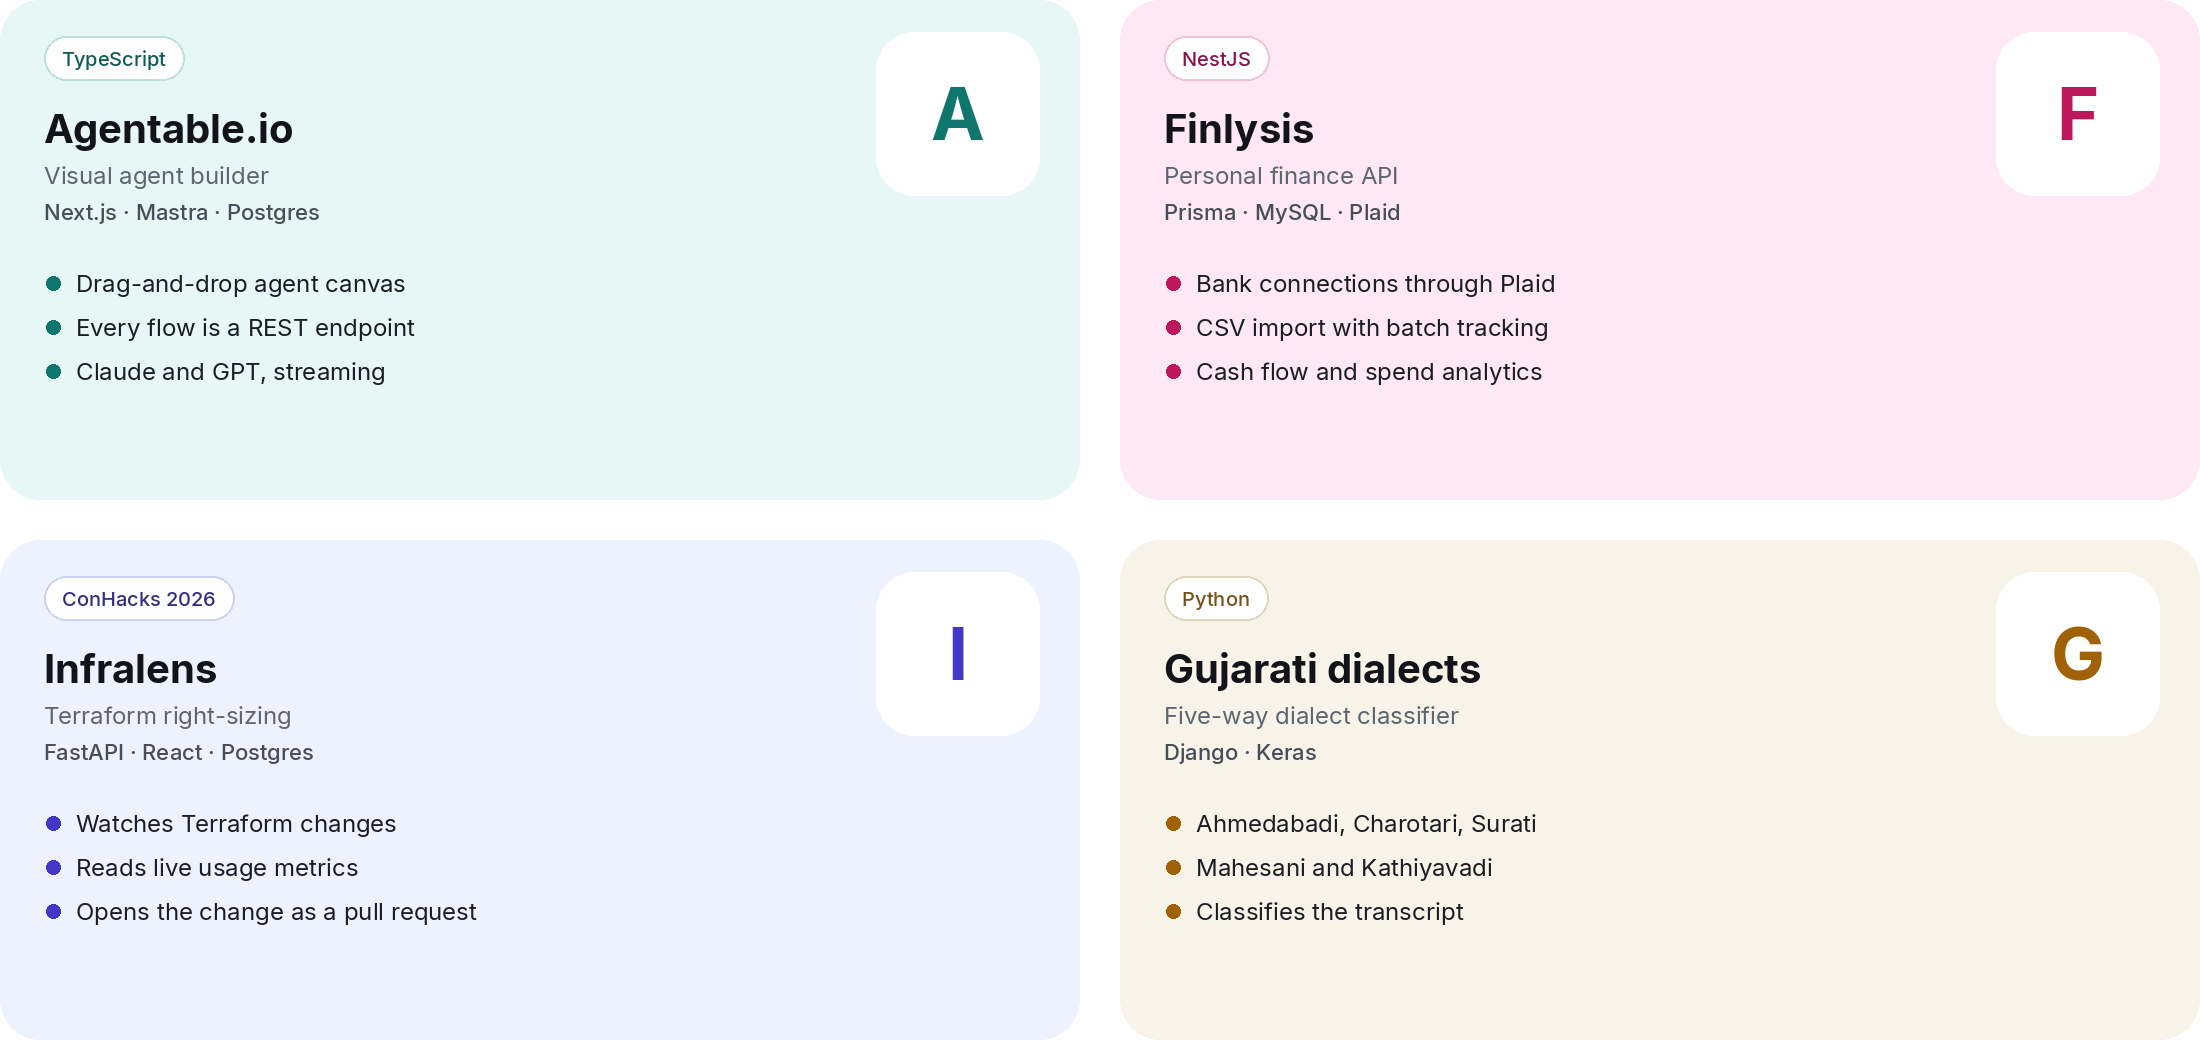 TypeScript
A
Agentable.io
Visual agent builder
Next.js · Mastra · Postgres
Drag-and-drop agent canvas
Every flow is a REST endpoint
Claude and GPT, streaming
NestJS
F
Finlysis
Personal finance API
Prisma · MySQL · Plaid
Bank connections through Plaid
CSV import with batch tracking
Cash flow and spend analytics
ConHacks 2026
I
Infralens
Terraform right-sizing
FastAPI · React · Postgres
Watches Terraform changes
Reads live usage metrics
Opens the change as a pull request
Python
G
Gujarati dialects
Five-way dialect classifier
Django · Keras
Ahmedabadi, Charotari, Surati
Mahesani and Kathiyavadi
Classifies the transcript